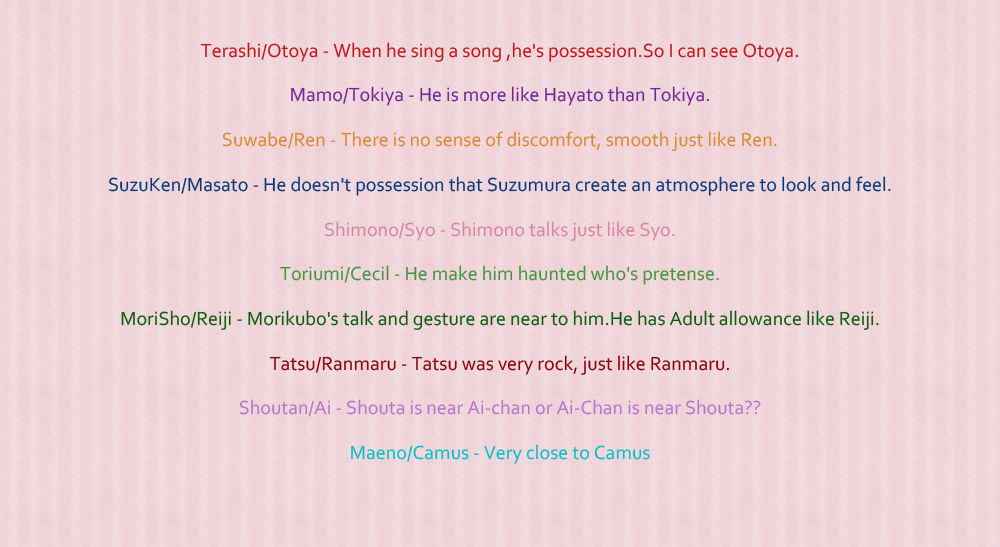 Terashi/Otoya - When he sing a song ,he's possession.So I can see Otoya.
Mamo/Tokiya - He is more like Hayato than Tokiya.
Suwabe/Ren - There is no sense of discomfort, smooth just like Ren.
SuzuKen/Masato - He doesn't possession that Suzumura create an atmosphere to look and feel.
Shimono/Syo - Shimono talks just like Syo.
Toriumi/Cecil - He make him haunted who's pretense.
MoriSho/Reiji - Morikubo's talk and gesture are near to him.He has Adult allowance like Reiji.
Tatsu/Ranmaru - Tatsu was very rock, just like Ranmaru.
Shoutan/Ai - Shouta is near Ai-chan or Ai-Chan is near Shouta??
Maeno/Camus - Very close to Camus